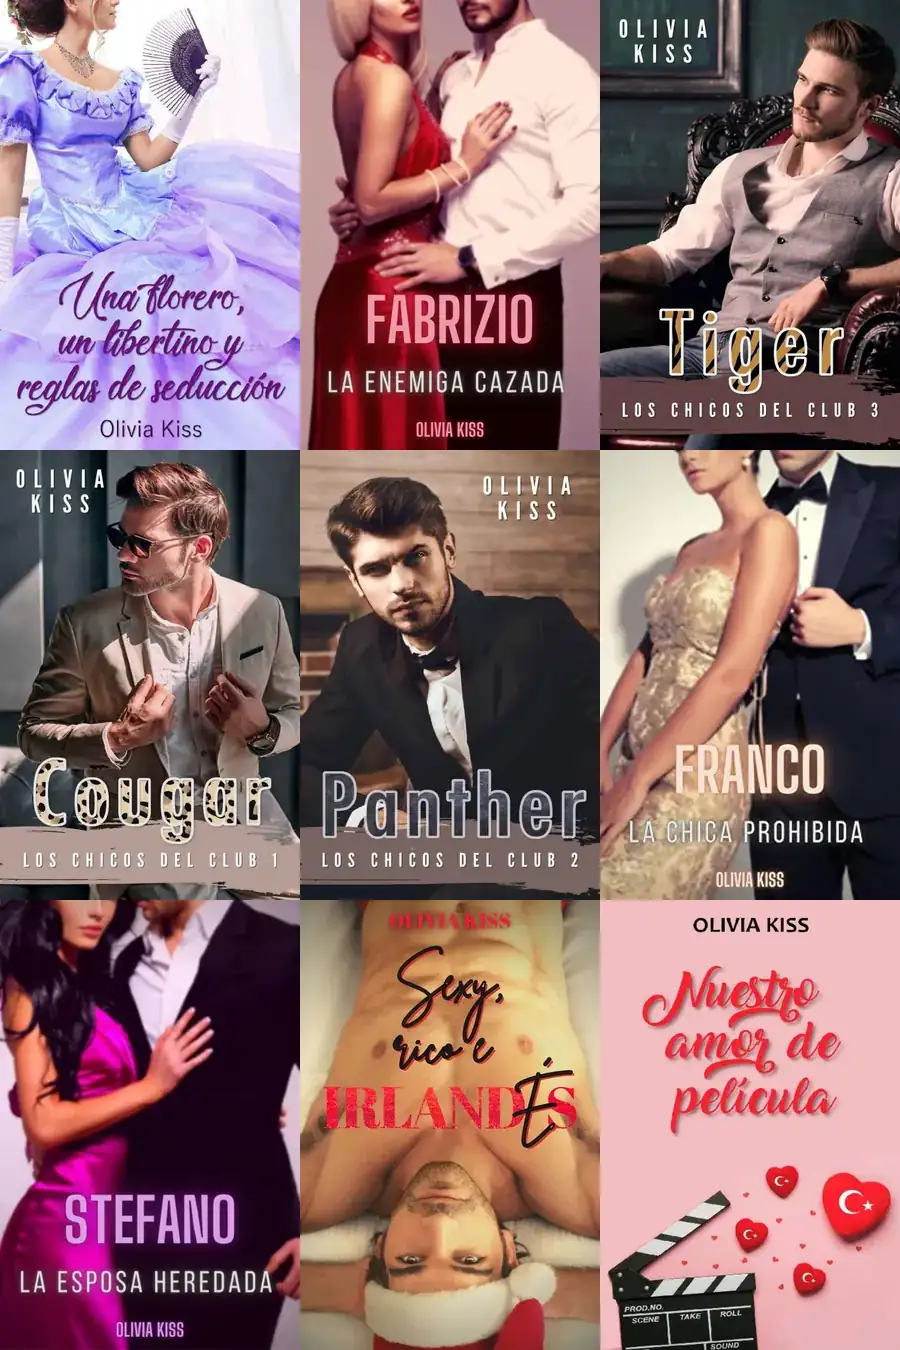 Una florero,
un libertino y
reglas de seducción
Olivia Kiss
FABRIZIO
LA ENEMIGA CAZADA
OLIVIA KISS
OLIVIA
KISS
Tiger
LOS CHICOS DEL CLUB 3
OLIVIA
KISS
Cougar
LOS CHICOS DEL CLUB 1
OLIVIA
KISS
Panther
LOS CHICOS DEL CLUB 2
FRANCO
LA CHICA PROHIBIDA
OLIVIA KISS
STEFANO
LA ESPOSA HEREDADA
OLIVIA KISS
OLIVIA KISS
Sexy,
rico e
IRLANDÉS
OLIVIA KISS
Nuestro
amor de
película
PROD.NO.
SCENE TAKE ROLL
SOUND